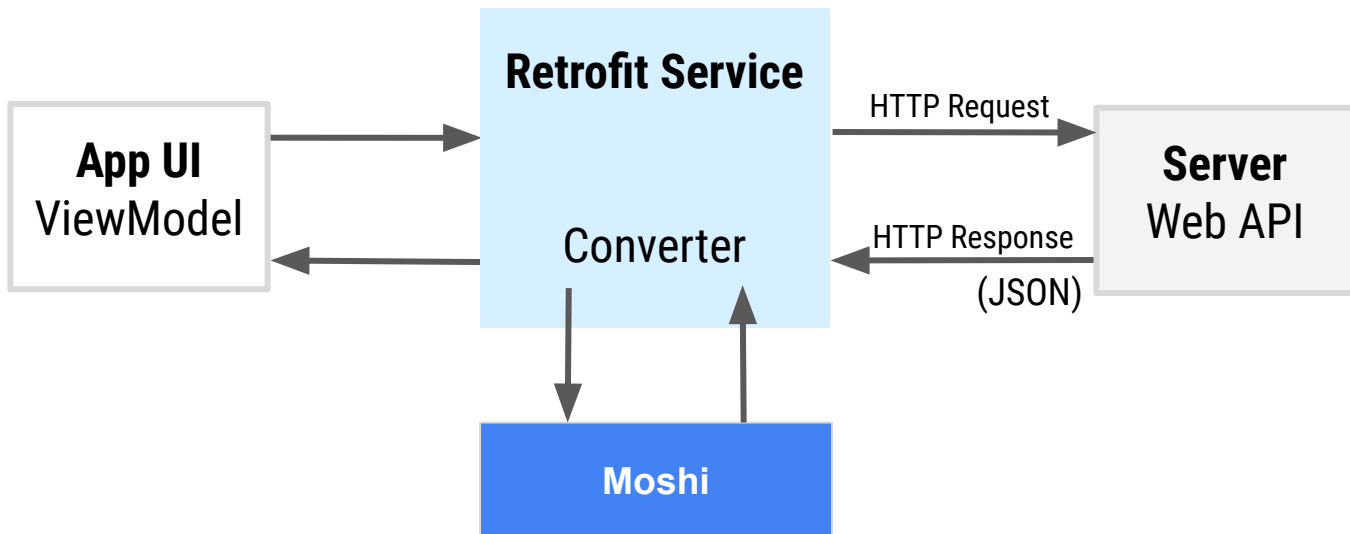 App UI
ViewModel
Retrofit Service
Converter
HTTP Request
HTTP Response
(JSON)
Server
Web API
Moshi